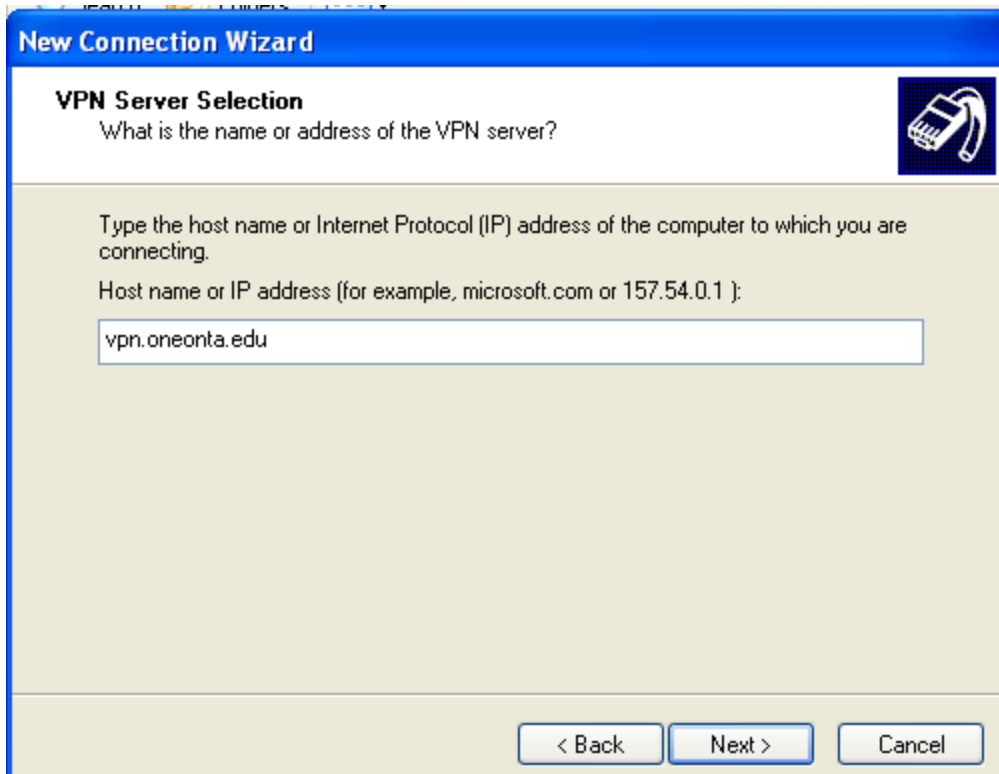 Folders
New Connection Wizard
VPN Server Selection
What is the name or address of the VPN server?
Type the host name or Internet Protocol (IP) address of the computer to which you are
connecting.
Host name or IP address (for example, microsoft.com or 157.54.0.1 ):
vpn.oneonta.edu
< Back
Next >
Cancel